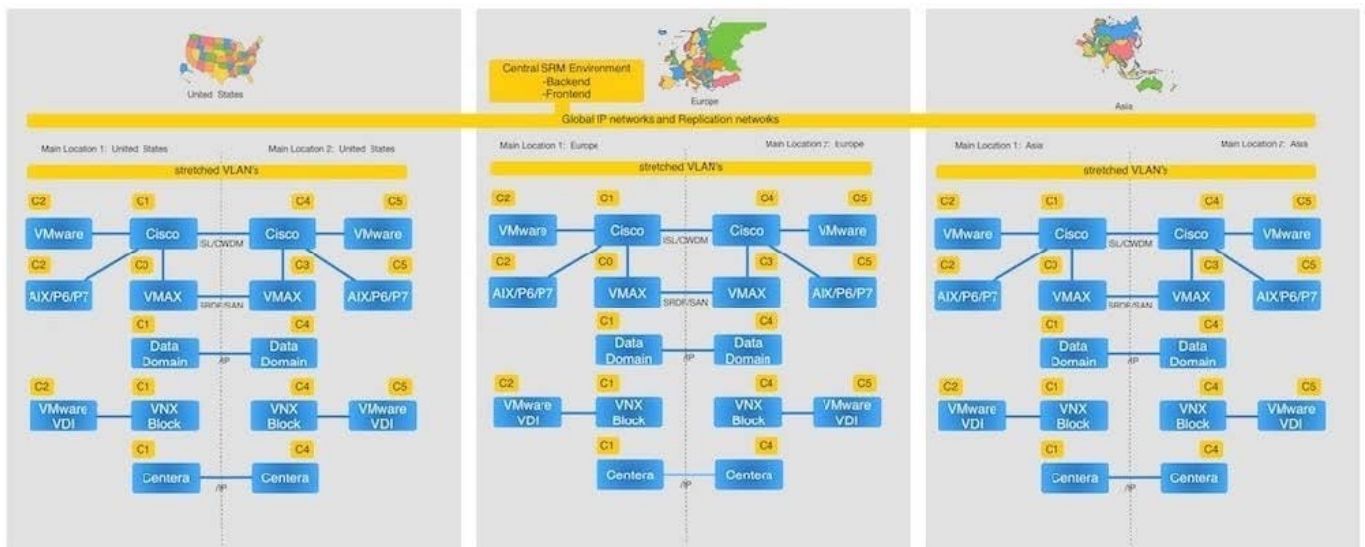 United States
Central SRM Environment
-Backend
-Frontend
Europe
Asia
Global IP networks and Replication networks
Main Location 1: United States
Main Location 2: United States
stretched VLAN's
C2
C1
C4
C5
VMware
Cisco
ISL/CWDM
Cisco
VMware
C2
C0
C3
C5
AIX/P6/P7
VMAX
SRDF/SAN
VMAX
AIX/P6/P7
C1
C4
Data
Domain
/IP
Data
Domain
C2
C1
C4
C5
VMware
VDI
VNX
Block
VNX
Block
VMware
VDI
C1
C4
Centera
/IP
Centera
Main Location 1: Europe
Main Location 2: Europe
stretched VLAN's
C2
C1
C4
C5
VMware
Cisco
ISL/CWDM
Cisco
VMware
C2
C0
C3
C5
AIX/P6/P7
VMAX
SRDF/SAN
VMAX
AIX/P6/P7
C1
C4
Data
Domain
/IP
Data
Domain
C2
C1
C4
C5
VMware
VDI
VNX
Block
VNX
Block
VMware
VDI
C1
C4
Centera
/IP
Centera
Main Location 1: Asia
Main Location 2: Asia
stretched VLAN's
C2
C1
C4
C5
VMware
Cisco
ISL/CWDM
Cisco
VMware
C2
C0
C3
C5
AIX/P6/P7
VMAX
SRDF/SAN
VMAX
AIX/P6/P7
C1
C4
Data
Domain
/IP
Data
Domain
C2
C1
C4
C5
VMware
VDI
VNX
Block
VNX
Block
VMware
VDI
C1
C4
Centera
/IP
Centera